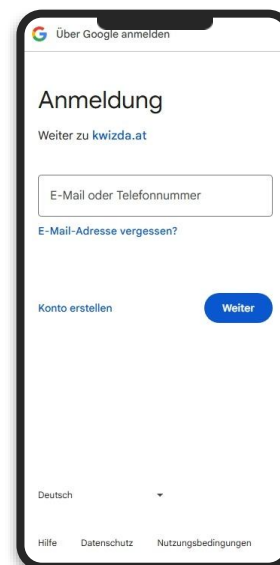 Über Google anmelden
Anmeldung
Weiter zu kwizda.at
E-Mail oder Telefonnummer
E-Mail-Adresse vergessen?
Konto erstellen Weiter
Deutsch
Hilfe Datenschutz Nutzungsbedingungen